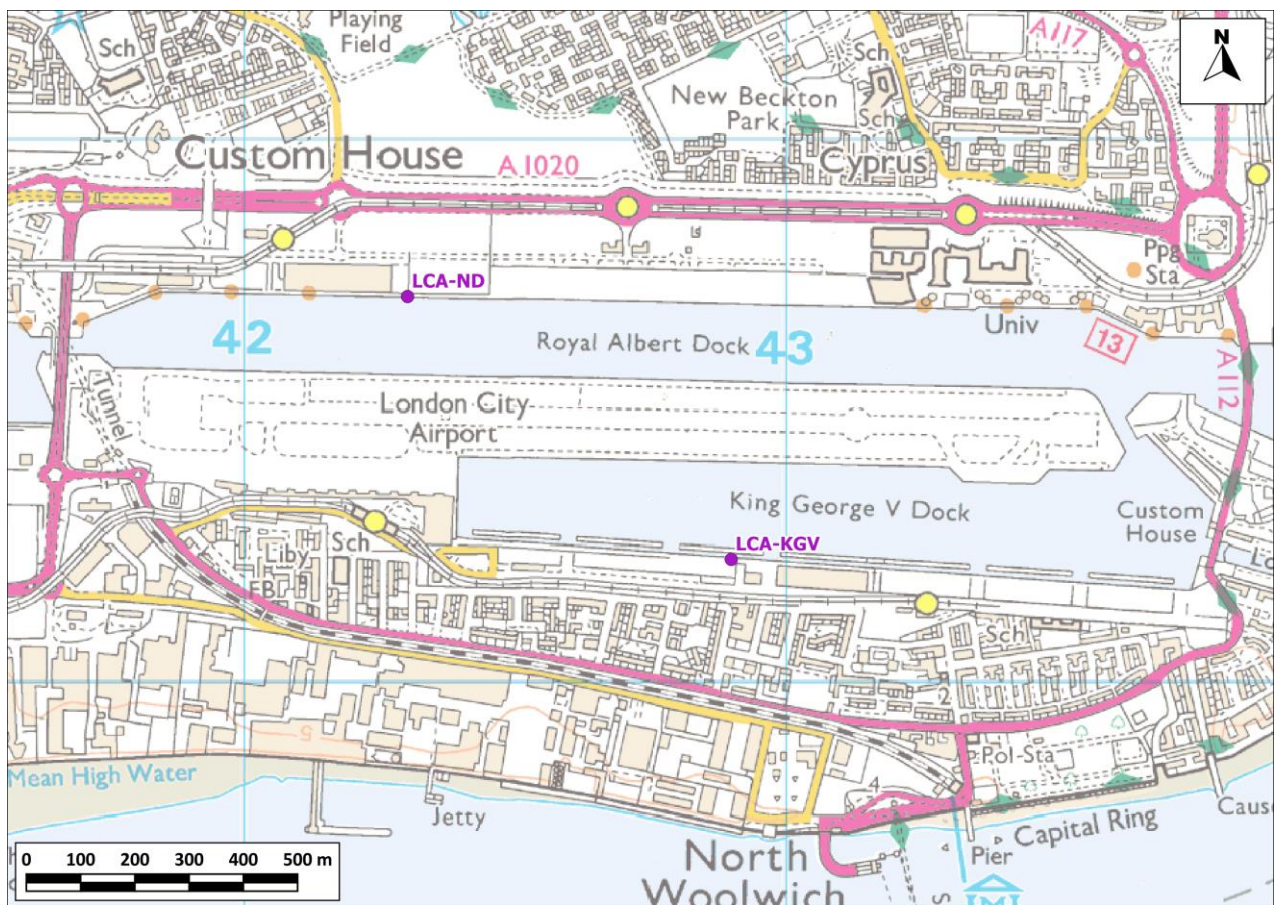 Playing
Field
Sch
A117
N
Sch
New Beckton
Park
Sch
Custom House
A 1020
Cyprus
Ppg
Sta
LCA-ND
Univ
13
42
Royal Albert Dock
43
A112
Tunnel
London City
Airport
King George V Dock
Custom
House
LCA-KGV
Liby
Sch
FB
Sch
2
5
Mean High Water
Pol Sta
4
Jetty
Capital Ring
Pier
North
Woolwich
0 100 200 300 400 500 m